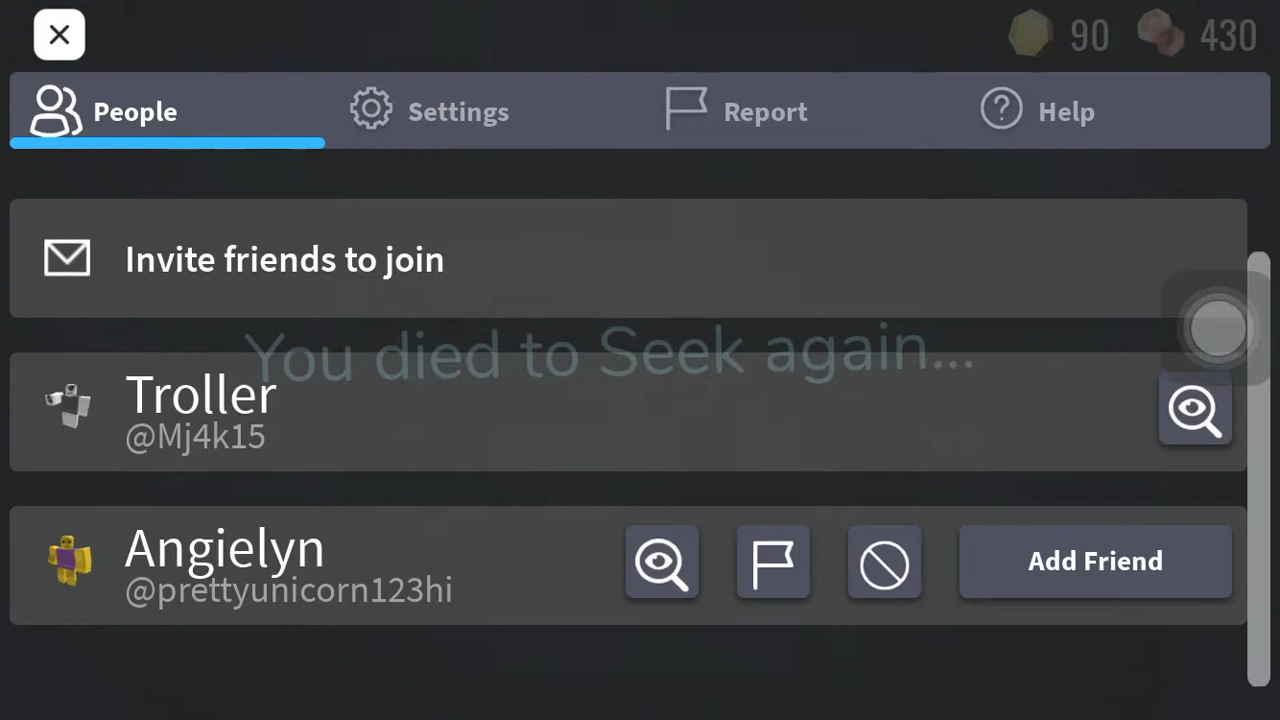 90 430
People Settings Report Help
Invite friends to join
You died to Seek again...
Troller
@Mj4k15
Angielyn
@prettyunicorn123hi
Add Friend